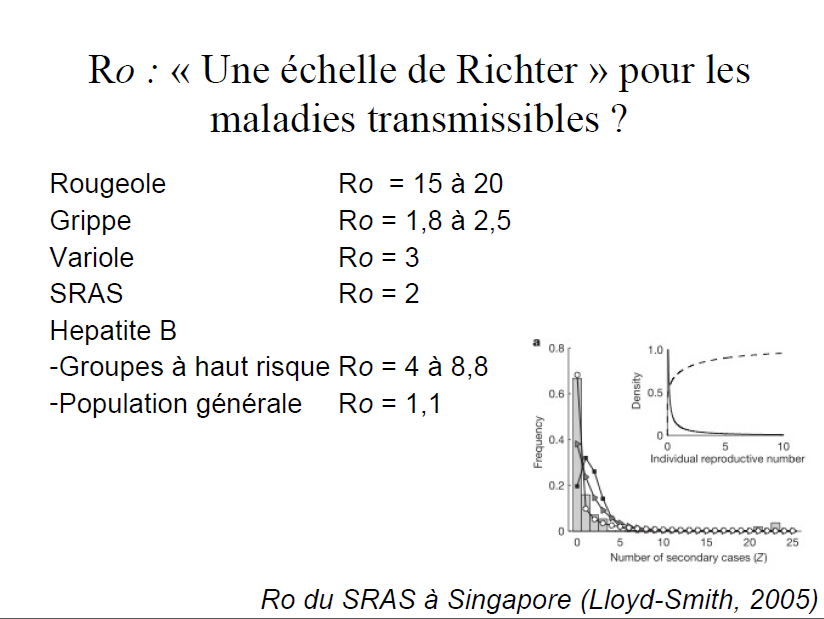 Ro : « Une échelle de Richter » pour les
maladies transmissibles ?
Rougeole Ro = 15 à 20
Grippe Ro = 1,8 à 2,5
Variole Ro = 3
SRAS Ro = 2
Hepatite B
-Groupes à haut risque Ro = 4 à 8,8
-Population générale Ro = 1,1
a
0.8
0.6
0.4
0.2
0
Frequency
0 5 10 15 20 25
Number of secondary cases (Z)
1.0
0.5
0
Density
0 5 10
Individual reproductive number
Ro du SRAS à Singapore (Lloyd-Smith, 2005)